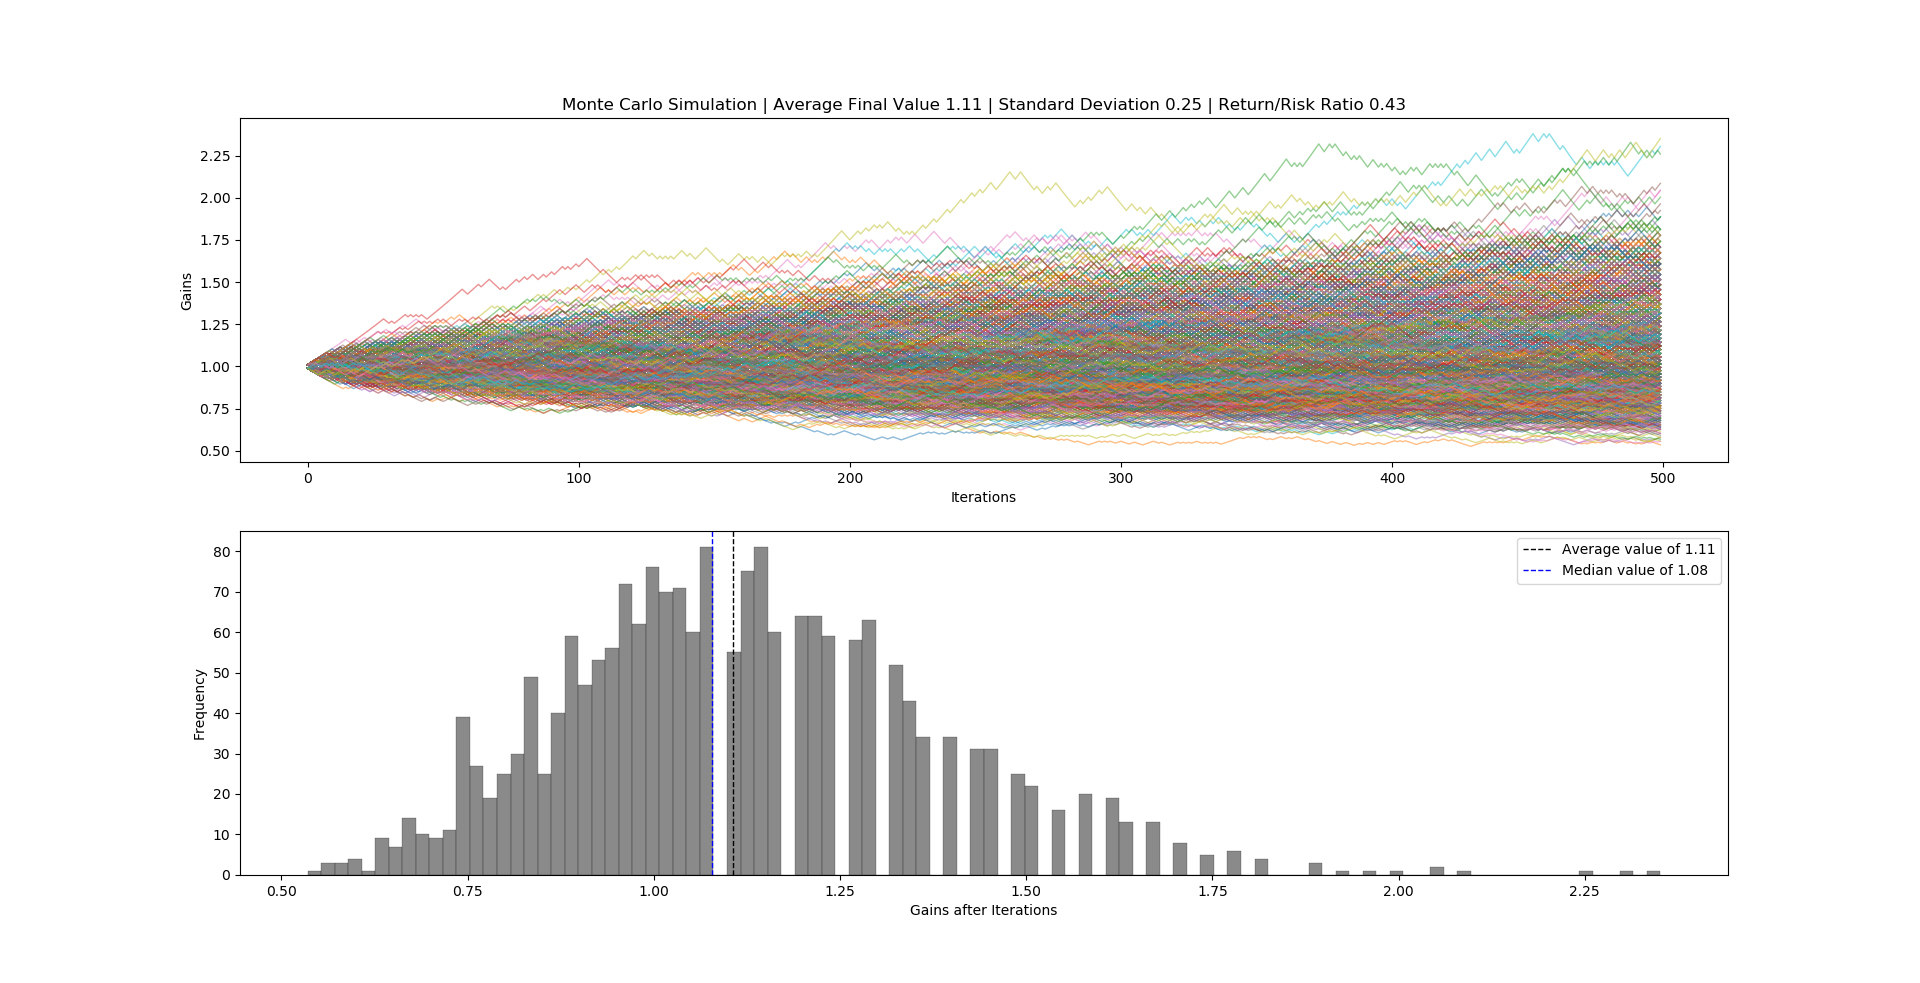 Monte Carlo Simulation | Average Final Value 1.11 | Standard Deviation 0.25 | Return/Risk Ratio 0.43
Gains
2.25
2.00
1.75
1.50
1.25
1.00
0.75
0.50
0 100 200 300 400 500
Iterations
Frequency
80
70
60
50
40
30
20
10
0
Average value of 1.11
Median value of 1.08
0.50 0.75 1.00 1.25 1.50 1.75 2.00 2.25
Gains after Iterations